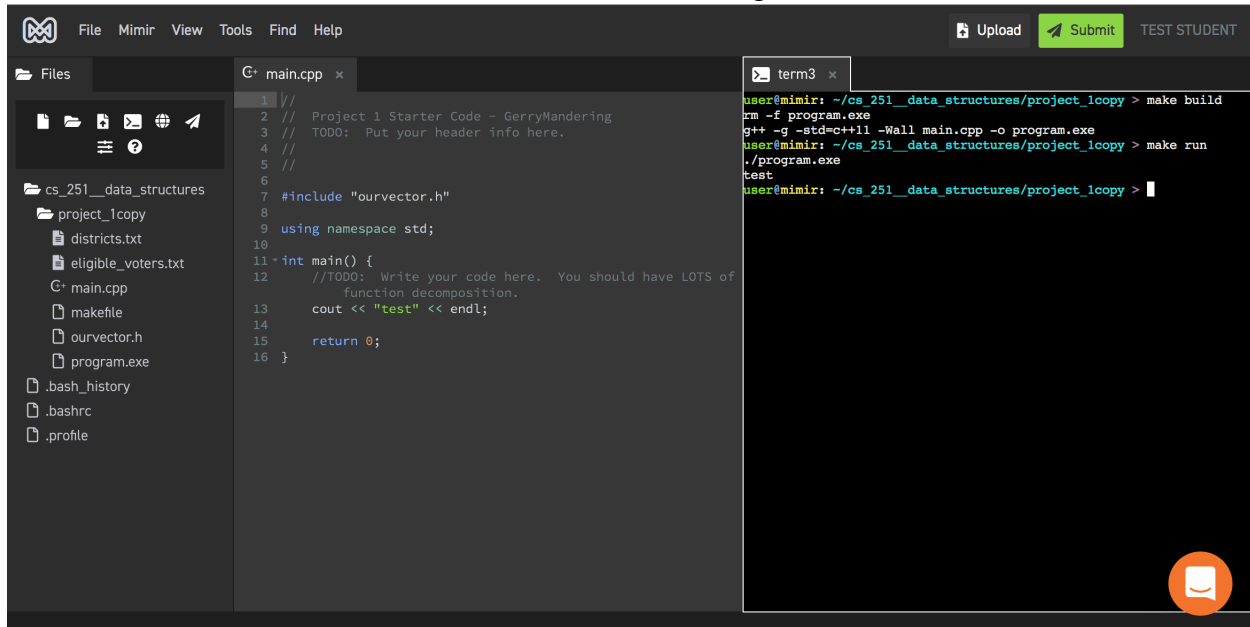 File Mimir View Tools Find Help
Upload Submit TEST STUDENT
Files
main.cpp ×
term3 ×
cs_251__data_structures
project_1copy
districts.txt
eligible_voters.txt
main.cpp
makefile
ourvector.h
program.exe
.bash_history
.bashrc
.profile
1 //
2 // Project 1 Starter Code – GerryMandering
3 // TODO: Put your header info here.
4 //
5 //
6
7 #include "ourvector.h"
8
9 using namespace std;
10
11 int main() {
12 //TODO: Write your code here. You should have LOTS of
function decomposition.
13 cout << "test" << endl;
14
15 return 0;
16 }
user@mimir: ~/cs_251__data_structures/project_1copy > make build
rm -f program.exe
g++ -g -std=c++11 -Wall main.cpp -o program.exe
user@mimir: ~/cs_251__data_structures/project_1copy > make run
./program.exe
test
user@mimir: ~/cs_251__data_structures/project_1copy >